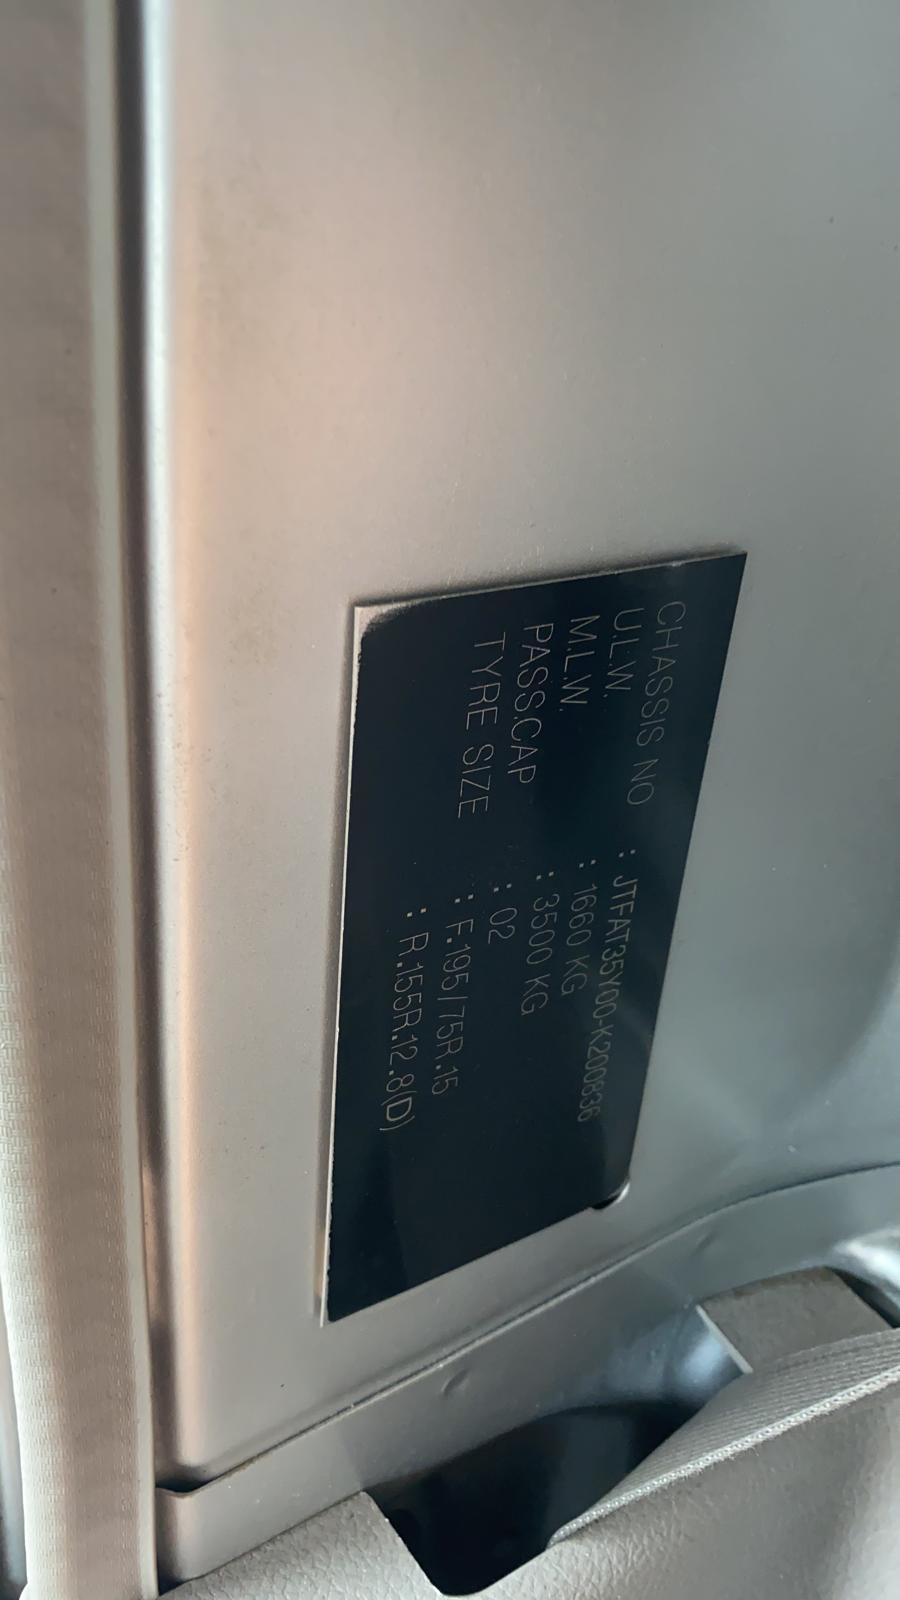 CHASSIS NO : JTFAT35Y00-K200836
U.L.W. : 1660 KG
M.L.W. : 3500 KG
PASS.CAP : 02
TYRE SIZE : F.195/75R.15
: R.155R.12.8(D)